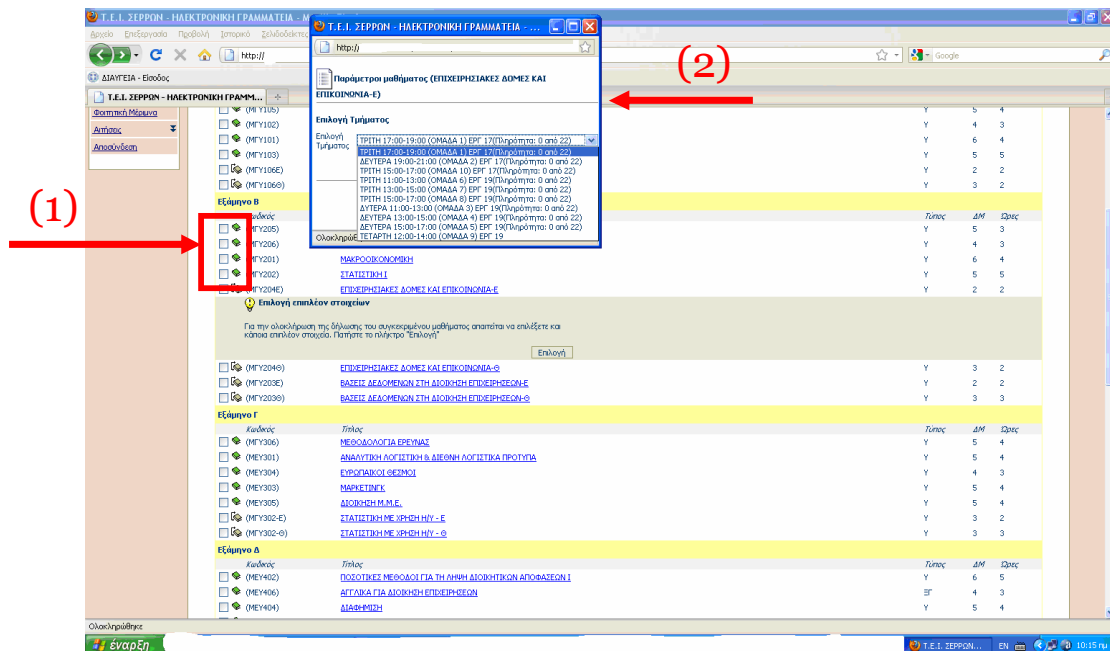 Τ.Ε.Ι. ΣΕΡΡΩΝ - ΗΛΕΚΤΡΟΝΙΚΗ ΓΡΑΜΜΑΤΕΙΑ - M
Αρχείο Επεξεργασία Προβολή Ιστορικό Σελιδοδείκτες
http://
Google
ΔΙΑΥΓΕΙΑ - Είσοδος
Τ.Ε.Ι. ΣΕΡΡΩΝ - ΗΛΕΚΤΡΟΝΙΚΗ ΓΡΑΜΜ...
Τ.Ε.Ι. ΣΕΡΡΩΝ - ΗΛΕΚΤΡΟΝΙΚΗ ΓΡΑΜΜΑΤΕΙΑ - ...
http://
Παράμετροι μαθήματος (ΕΠΙΧΕΙΡΗΣΙΑΚΕΣ ΔΟΜΕΣ ΚΑΙ
ΕΠΙΚΟΙΝΩΝΙΑ-Ε)
Επιλογή Τμήματος
Επιλογή
Τμήματος
ΤΡΙΤΗ 17:00-19:00 (ΟΜΑΔΑ 1) ΕΡΓ 17(Πληρότητα: 0 από 22)
ΤΡΙΤΗ 17:00-19:00 (ΟΜΑΔΑ 1) ΕΡΓ 17(Πληρότητα: 0 από 22)
ΔΕΥΤΕΡΑ 19:00-21:00 (ΟΜΑΔΑ 2) ΕΡΓ 17(Πληρότητα: 0 από 22)
ΤΡΙΤΗ 15:00-17:00 (ΟΜΑΔΑ 10) ΕΡΓ 17(Πληρότητα: 0 από 22)
ΤΡΙΤΗ 11:00-13:00 (ΟΜΑΔΑ 6) ΕΡΓ 19(Πληρότητα: 0 από 22)
ΤΡΙΤΗ 13:00-15:00 (ΟΜΑΔΑ 7) ΕΡΓ 19(Πληρότητα: 0 από 22)
ΤΡΙΤΗ 15:00-17:00 (ΟΜΑΔΑ 8) ΕΡΓ 19(Πληρότητα: 0 από 22)
ΔΥΤΕΡΑ 11:00-13:00 (ΟΜΑΔΑ 3) ΕΡΓ 19(Πληρότητα: 0 από 22)
ΔΕΥΤΕΡΑ 13:00-15:00 (ΟΜΑΔΑ 4) ΕΡΓ 19(Πληρότητα: 0 από 22)
ΔΕΥΤΕΡΑ 15:00-17:00 (ΟΜΑΔΑ 5) ΕΡΓ 19(Πληρότητα: 0 από 22)
ΤΕΤΑΡΤΗ 12:00-14:00 (ΟΜΑΔΑ 9) ΕΡΓ 19
Ολοκληρώθ
(2)
(1)
Φοιτητική Μέριμνα
Αιτήσεις
Αποσύνδεση
(ΜΓΥ105) Υ 5 4
(ΜΓΥ102) Υ 4 3
(ΜΓΥ101) Υ 6 4
(ΜΓΥ103) Υ 5 5
(ΜΓΥ106Ε) Υ 2 2
(ΜΓΥ106Θ) Υ 3 2
Εξάμηνο Β
Κωδικός Τύπος ΔΜ Ώρες
(ΜΓΥ205) Υ 5 3
(ΜΓΥ206) Υ 4 3
(ΜΓΥ201) ΜΑΚΡΟΟΙΚΟΝΟΜΙΚΗ Υ 6 4
(ΜΓΥ202) ΣΤΑΤΙΣΤΙΚΗ Ι Υ 5 5
(ΜΓΥ204Ε) ΕΠΙΧΕΙΡΗΣΙΑΚΕΣ ΔΟΜΕΣ ΚΑΙ ΕΠΙΚΟΙΝΩΝΙΑ-Ε Υ 2 2
Επιλογή επιπλέον στοιχείων
Για την ολοκλήρωση της δήλωσης του συγκεκριμένου μαθήματος απαιτείται να επιλέξετε και
κάποια επιπλέον στοιχεία. Πατήστε το πλήκτρο "Επιλογή"
Επιλογή
(ΜΓΥ204Θ) ΕΠΙΧΕΙΡΗΣΙΑΚΕΣ ΔΟΜΕΣ ΚΑΙ ΕΠΙΚΟΙΝΩΝΙΑ-Θ Υ 3 2
(ΜΓΥ203Ε) ΒΑΣΕΙΣ ΔΕΔΟΜΕΝΩΝ ΣΤΗ ΔΙΟΙΚΗΣΗ ΕΠΙΧΕΙΡΗΣΕΩΝ-Ε Υ 2 2
(ΜΓΥ203Θ) ΒΑΣΕΙΣ ΔΕΔΟΜΕΝΩΝ ΣΤΗ ΔΙΟΙΚΗΣΗ ΕΠΙΧΕΙΡΗΣΕΩΝ-Θ Υ 3 3
Εξάμηνο Γ
Κωδικός Τίτλος Τύπος ΔΜ Ώρες
(ΜΓΥ306) ΜΕΘΟΔΟΛΟΓΙΑ ΕΡΕΥΝΑΣ Υ 5 4
(ΜΕΥ301) ΑΝΑΛΥΤΙΚΗ ΛΟΓΙΣΤΙΚΗ & ΔΙΕΘΝΗ ΛΟΓΙΣΤΙΚΑ ΠΡΟΤΥΠΑ Υ 5 4
(ΜΕΥ304) ΕΥΡΩΠΑΙΚΟΙ ΘΕΣΜΟΙ Υ 4 3
(ΜΕΥ303) ΜΑΡΚΕΤΙΝΓΚ Υ 5 4
(ΜΕΥ305) ΔΙΟΙΚΗΣΗ Μ.Μ.Ε. Υ 5 4
(ΜΓΥ302-Ε) ΣΤΑΤΙΣΤΙΚΗ ΜΕ ΧΡΗΣΗ Η/Υ - Ε Υ 3 2
(ΜΓΥ302-Θ) ΣΤΑΤΙΣΤΙΚΗ ΜΕ ΧΡΗΣΗ Η/Υ - Θ Υ 3 3
Εξάμηνο Δ
Κωδικός Τίτλος Τύπος ΔΜ Ώρες
(ΜΕΥ402) ΠΟΣΟΤΙΚΕΣ ΜΕΘΟΔΟΙ ΓΙΑ ΤΗ ΛΗΨΗ ΔΙΟΙΚΗΤΙΚΩΝ ΑΠΟΦΑΣΕΩΝ Ι Υ 6 5
(ΜΕΥ406) ΑΓΓΛΙΚΑ ΓΙΑ ΔΙΟΙΚΗΣΗ ΕΠΙΧΕΙΡΗΣΕΩΝ ΞΓ 4 3
(ΜΕΥ404) ΔΙΑΦΗΜΙΣΗ Υ 5 4
Ολοκληρώθηκε
έναρξη
Τ.Ε.Ι. ΣΕΡΡΩΝ...
EN
10:15 πμ